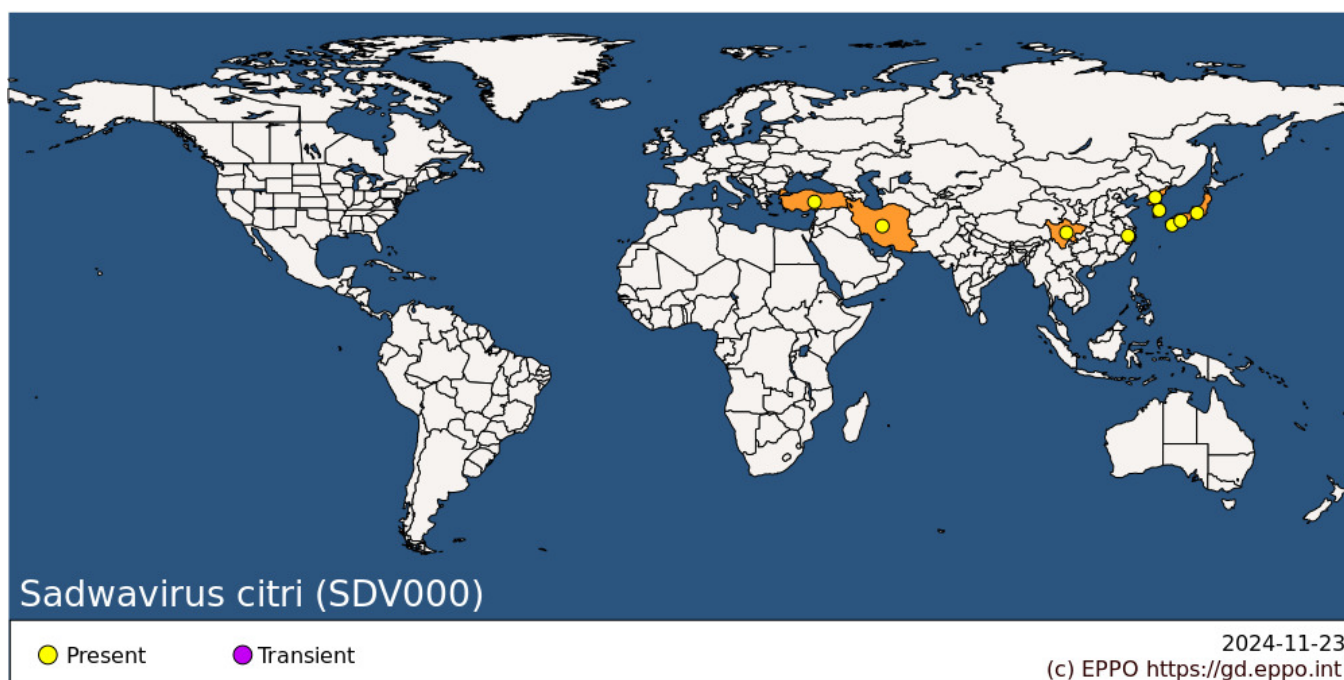 Sadwavirus citri (SDV000)
Present
Transient
2024-11-23
(c) EPPO https://gd.eppo.int